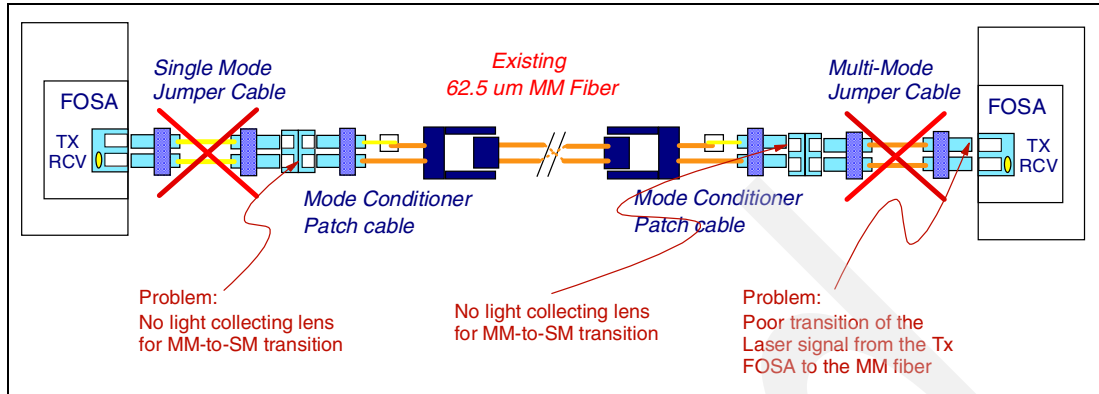 Single Mode
Jumper Cable
Existing
62.5 um MM Fiber
Multi-Mode
Jumper Cable
FOSA
TX
RCV
FOSA
TX
RCV
Mode Conditioner
Patch cable
Mode Conditioner
Patch cable
Problem:
No light collecting lens
for MM-to-SM transition
No light collecting lens
for MM-to-SM transition
Problem:
Poor transition of the
Laser signal from the Tx
FOSA to the MM fiber